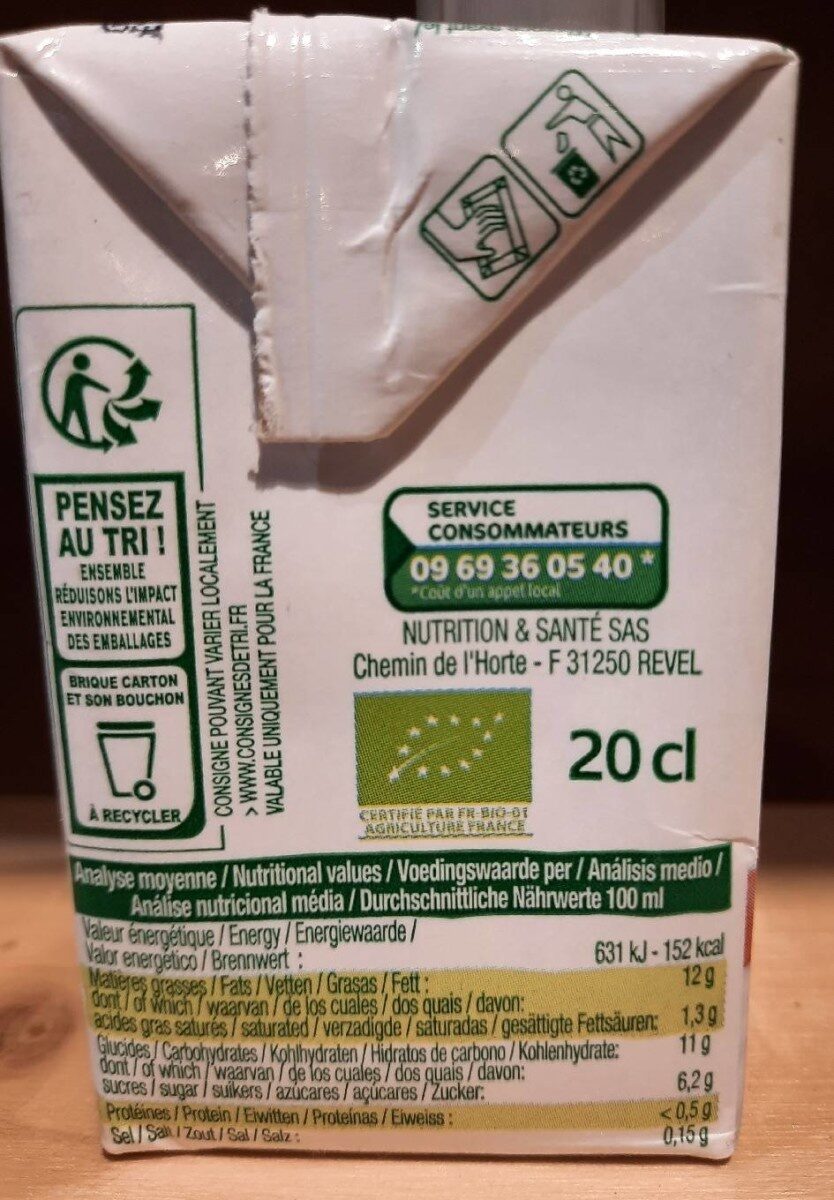 PENSEZ
AU TRI !
ENSEMBLE
RÉDUISONS L'IMPACT
ENVIRONNEMENTAL
DES EMBALLAGES
BRIQUE CARTON
ET SON BOUCHON
À RECYCLER
CONSIGNE POUVANT VARIER LOCALEMENT
> WWW.CONSIGNESDETRI.FR
VALABLE UNIQUEMENT POUR LA FRANCE
SERVICE
CONSOMMATEURS
09 69 36 05 40 *
*Coût d'un appel local
NUTRITION & SANTÉ SAS
Chemin de l'Horte - F 31250 REVEL
CERTIFIÉ PAR FR-BIO-01
AGRICULTURE FRANCE
20 cl
Analyse moyenne / Nutritional values / Voedingswaarde per / Análisis medio /
Análise nutricional média / Durchschnittliche Nährwerte 100 ml
Valeur énergétique / Energy / Energiewaarde /
Valor energético / Brennwert : 631 kJ - 152 kcal
Matières grasses / Fats / Vetten / Grasas / Fett : 12 g
dont / of which / waarvan / de los cuales / dos quais / davon:
acides gras saturés / saturated / verzadigde / saturadas / gesättigte Fettsäuren: 1,3 g
Glucides / Carbohydrates / Kohlhydraten / Hidratos de carbono / Kohlenhydrate: 11 g
dont / of which / waarvan / de los cuales / dos quais / davon:
sucres / sugar / suikers / azúcares / açúcares / Zucker: 6,2 g
Protéines / Protein / Eiwitten / Proteínas / Eiweiss : < 0,5 g
Sel / Salt / Zout / Sal / Salz : 0,15 g